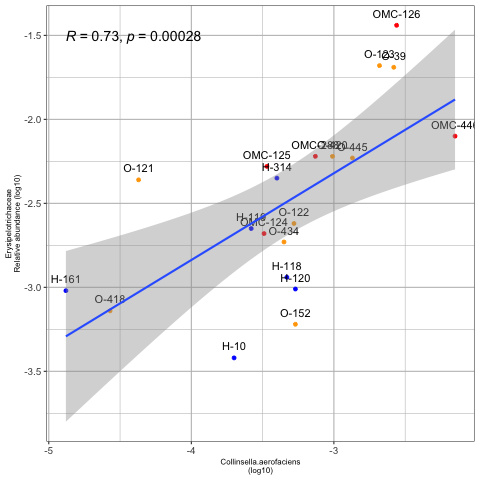 R = 0.73, p = 0.00028
OMC-126
O-123
O-39
OMC-446
O-445
OMC-125
H-314
O-121
H-119
O-122
OMC-124
O-434
H-118
H-120
H-161
O-418
O-152
H-10
-1.5
-2.0
-2.5
-3.0
-3.5
-5
-4
-3
Erysipelotrichaceae
Relative abundance (log10)
Collinsella.aerofaciens
(log10)